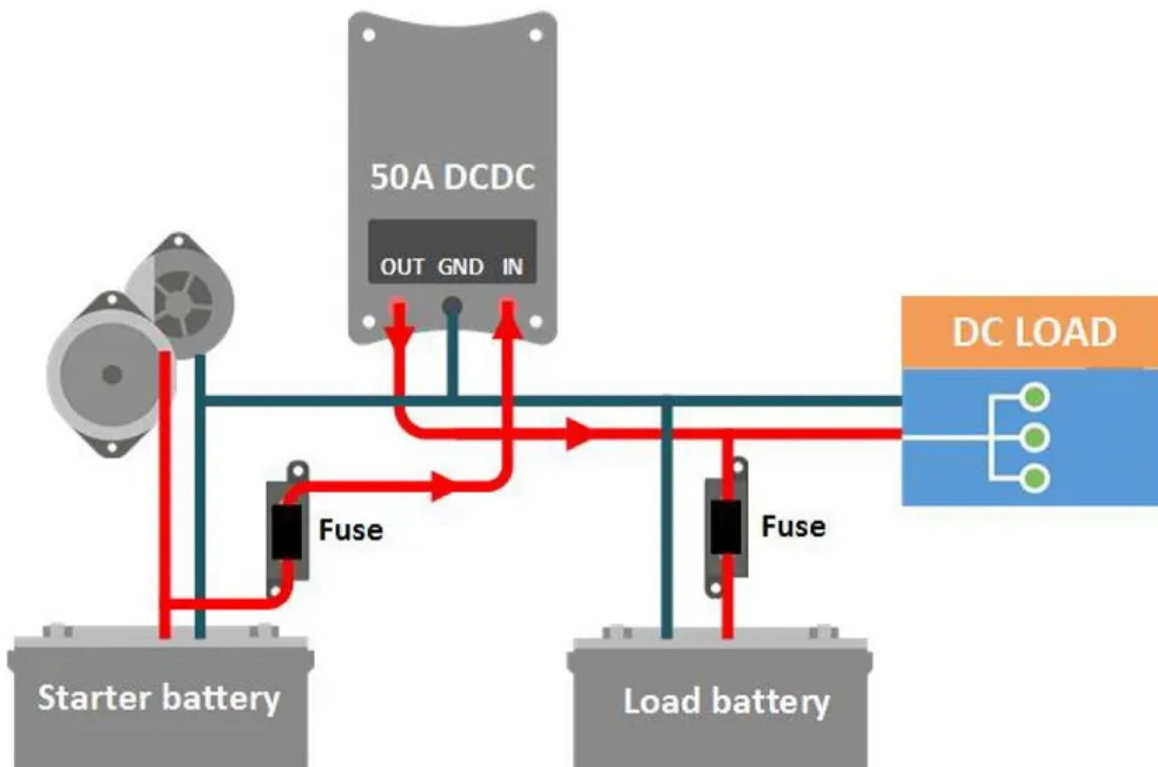 50A DCDC
OUT GND IN
DC LOAD
Fuse
Fuse
Starter battery
Load battery